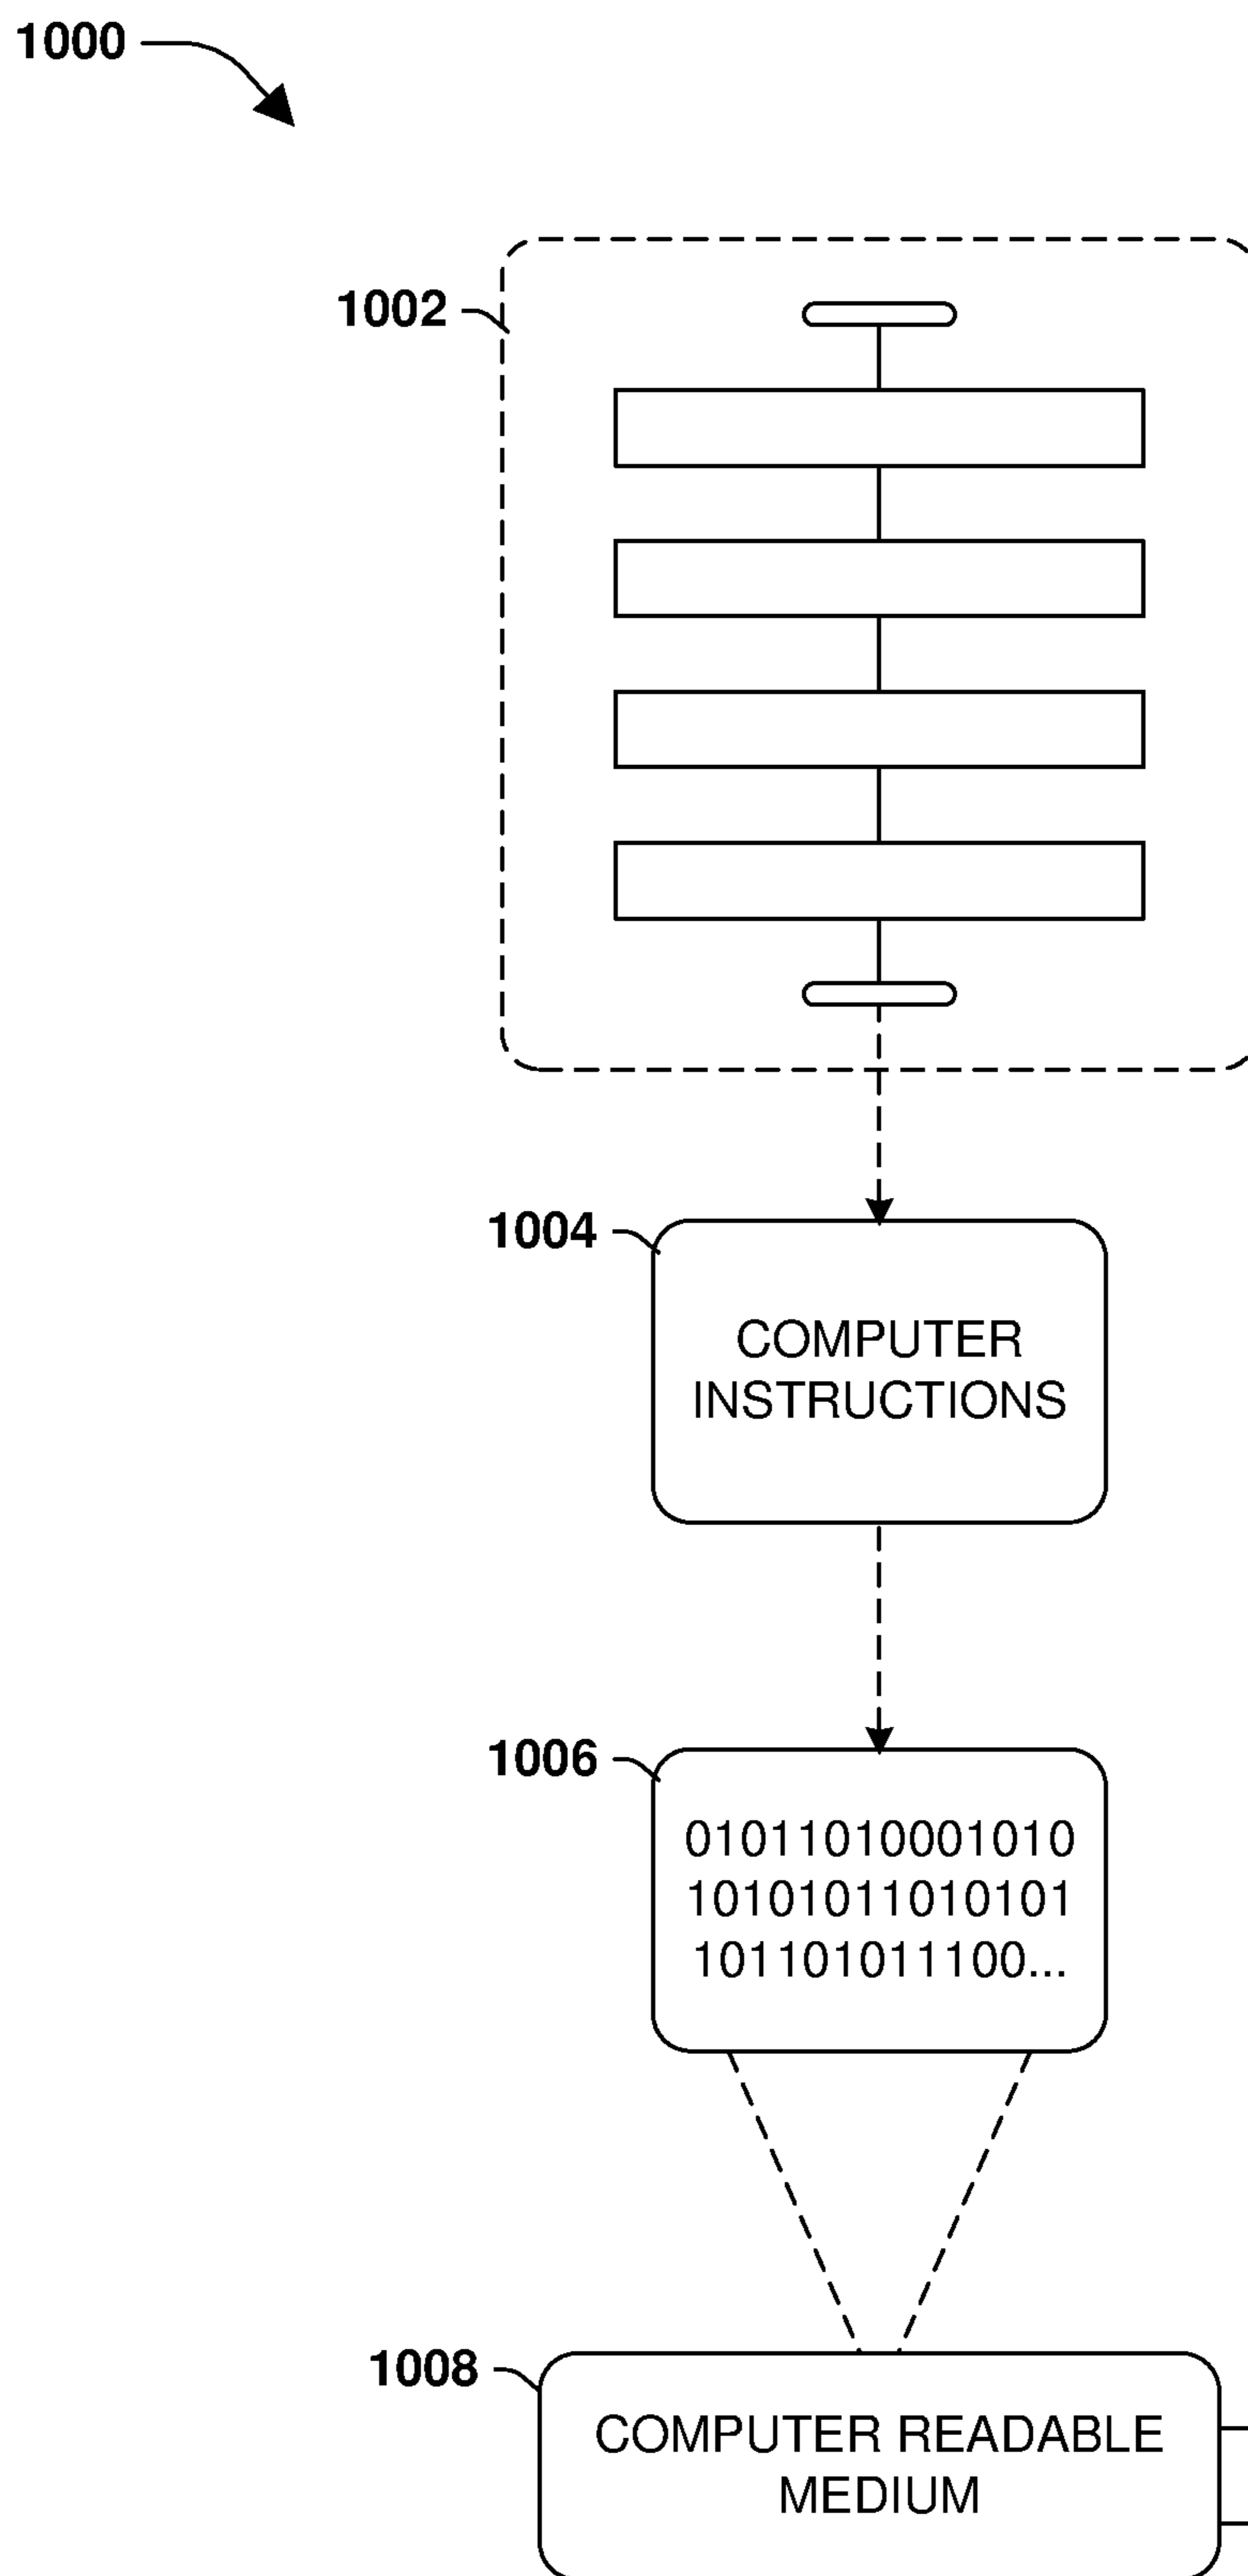 1000
1002
1004
COMPUTER
INSTRUCTIONS
1006
01011010001010
10101011010101
101101011100...
1008
COMPUTER READABLE
MEDIUM